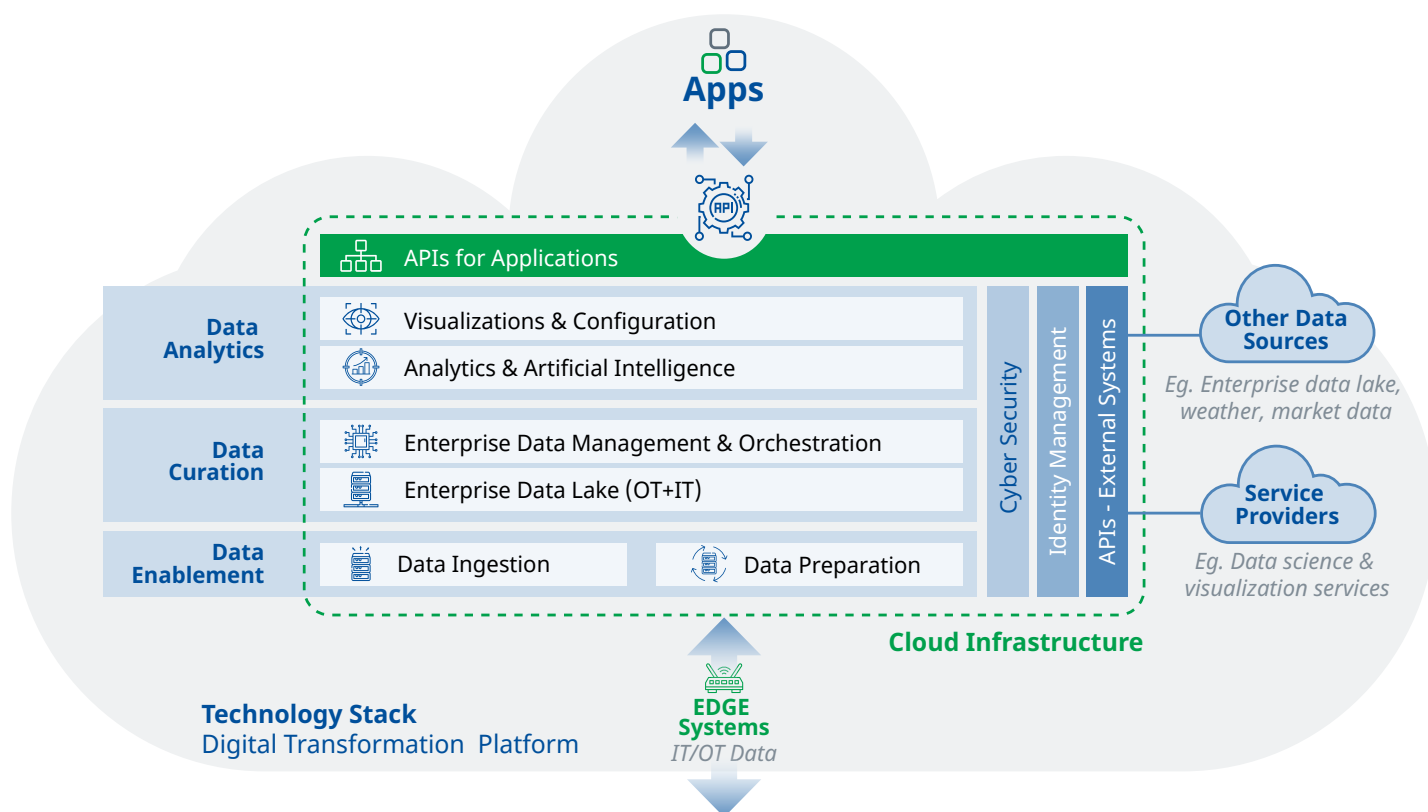 Apps
API
APIs for Applications
Data
Analytics
Visualizations & Configuration
Analytics & Artificial Intelligence
Data
Curation
Enterprise Data Management & Orchestration
Enterprise Data Lake (OT+IT)
Data
Enablement
Data Ingestion
Data Preparation
Cyber Security
Identity Management
APIs - External Systems
Other Data
Sources
Eg. Enterprise data lake,
weather, market data
Service
Providers
Eg. Data science &
visualization services
Cloud Infrastructure
EDGE
Systems
IT/OT Data
Technology Stack
Digital Transformation Platform